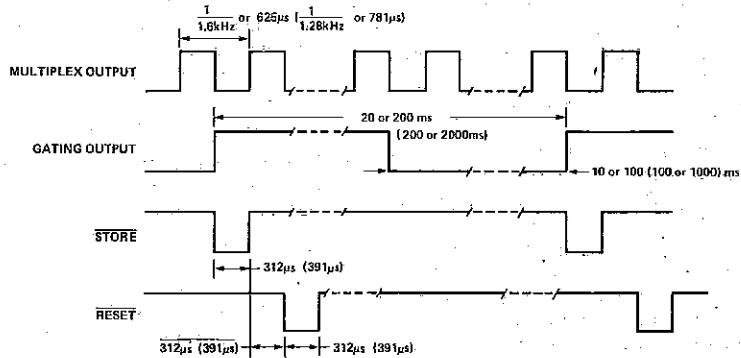 1/1.6kHz or 625µs [1/1.28kHz or 781µs]
MULTIPLEX OUTPUT
20 or 200 ms
(200 or 2000ms)
GATING OUTPUT
10 or 100 (100 or 1000) ms
STORE
312µs (391µs)
RESET
312µs (391µs) 312µs (391µs)